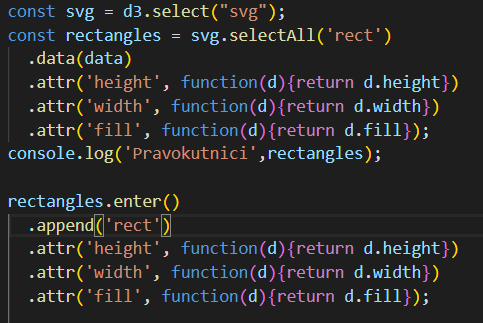 const svg = d3.select("svg");
const rectangles = svg.selectAll('rect')
  .data(data)
  .attr('height', function(d){return d.height})
  .attr('width', function(d){return d.width})
  .attr('fill', function(d){return d.fill});
console.log('Pravokutnici',rectangles);

rectangles.enter()
  .append('rect')
  .attr('height', function(d){return d.height})
  .attr('width', function(d){return d.width})
  .attr('fill', function(d){return d.fill});